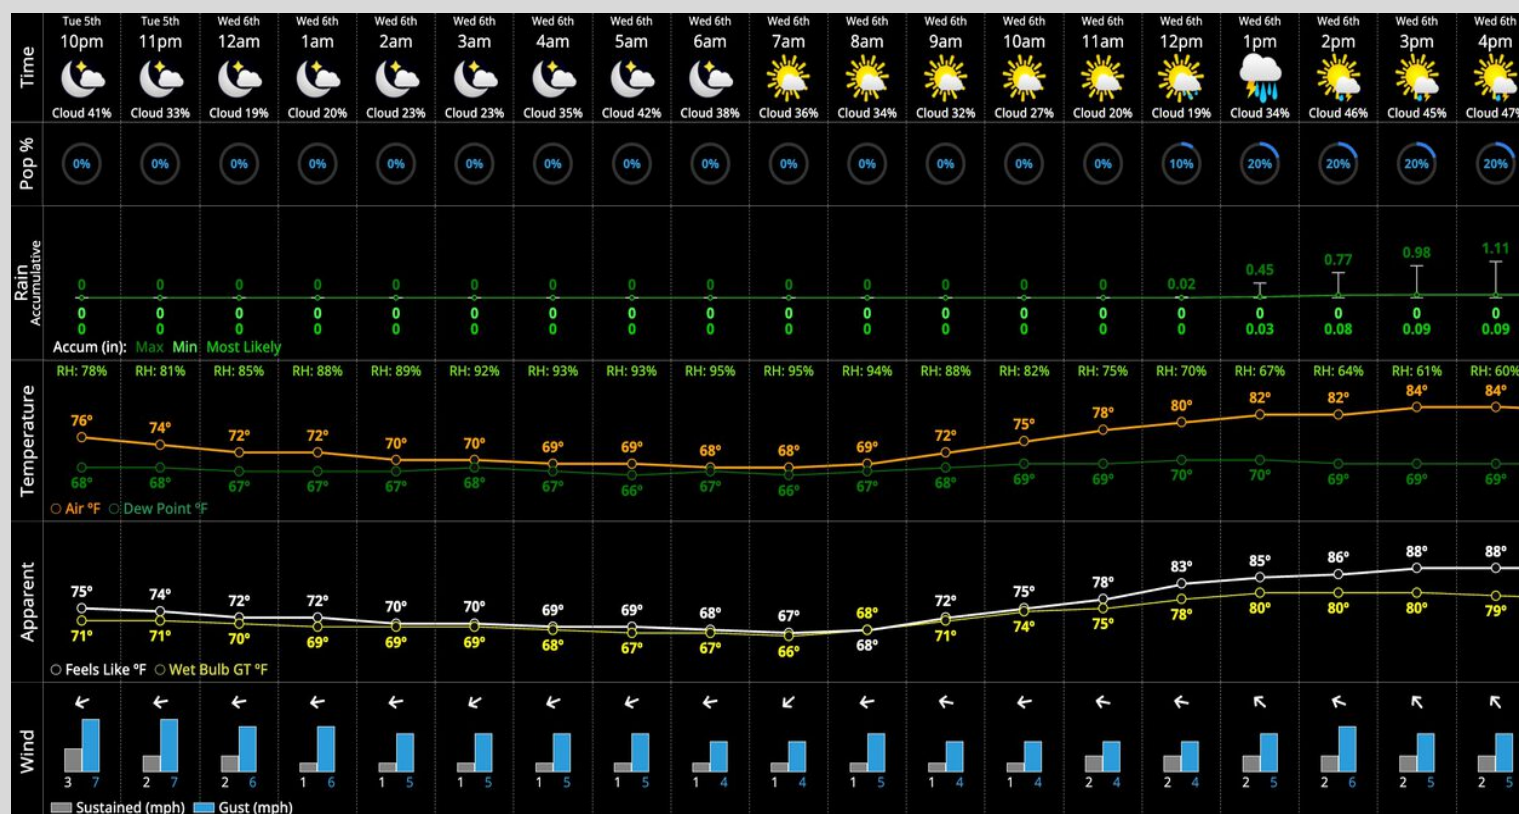 Time
Tue 5th Tue 5th Wed 6th Wed 6th Wed 6th Wed 6th Wed 6th Wed 6th Wed 6th Wed 6th Wed 6th Wed 6th Wed 6th Wed 6th Wed 6th Wed 6th Wed 6th Wed 6th Wed 6th
10pm 11pm 12am 1am 2am 3am 4am 5am 6am 7am 8am 9am 10am 11am 12pm 1pm 2pm 3pm 4pm
Cloud 41% Cloud 33% Cloud 19% Cloud 20% Cloud 23% Cloud 23% Cloud 35% Cloud 42% Cloud 38% Cloud 36% Cloud 34% Cloud 32% Cloud 27% Cloud 20% Cloud 19% Cloud 34% Cloud 46% Cloud 45% Cloud 47%
Pop %
0% 0% 0% 0% 0% 0% 0% 0% 0% 0% 0% 0% 0% 0% 10% 20% 20% 20% 20%
Rain
Accumulative
0 0 0 0 0 0 0 0 0 0 0 0 0 0 0.02 0.45 0.77 0.98 1.11
0 0 0 0 0 0 0 0 0 0 0 0 0 0 0 0 0 0 0
0 0 0 0 0 0 0 0 0 0 0 0 0 0 0 0.03 0.08 0.09 0.09
Accum (in): Max Min Most Likely
Temperature
RH: 78% RH: 81% RH: 85% RH: 88% RH: 89% RH: 92% RH: 93% RH: 93% RH: 95% RH: 95% RH: 94% RH: 88% RH: 82% RH: 75% RH: 70% RH: 67% RH: 64% RH: 61% RH: 60%
76° 74° 72° 72° 70° 70° 69° 69° 68° 68° 69° 72° 75° 78° 80° 82° 82° 84° 84°
68° 68° 67° 67° 67° 68° 67° 66° 67° 66° 67° 68° 69° 69° 70° 70° 69° 69° 69°
Air ºF Dew Point ºF
Apparent
75° 74° 72° 72° 70° 70° 69° 69° 68° 67° 68° 72° 75° 78° 83° 85° 86° 88° 88°
71° 71° 70° 69° 69° 69° 68° 67° 67° 66° 68° 71° 74° 75° 78° 80° 80° 80° 79°
Feels Like ºF Wet Bulb GT ºF
Wind
3 7 2 7 2 6 1 6 1 5 1 5 1 5 1 5 1 4 1 4 1 5 1 4 1 4 2 4 2 4 2 5 2 6 2 5 2 5
Sustained (mph) Gust (mph)